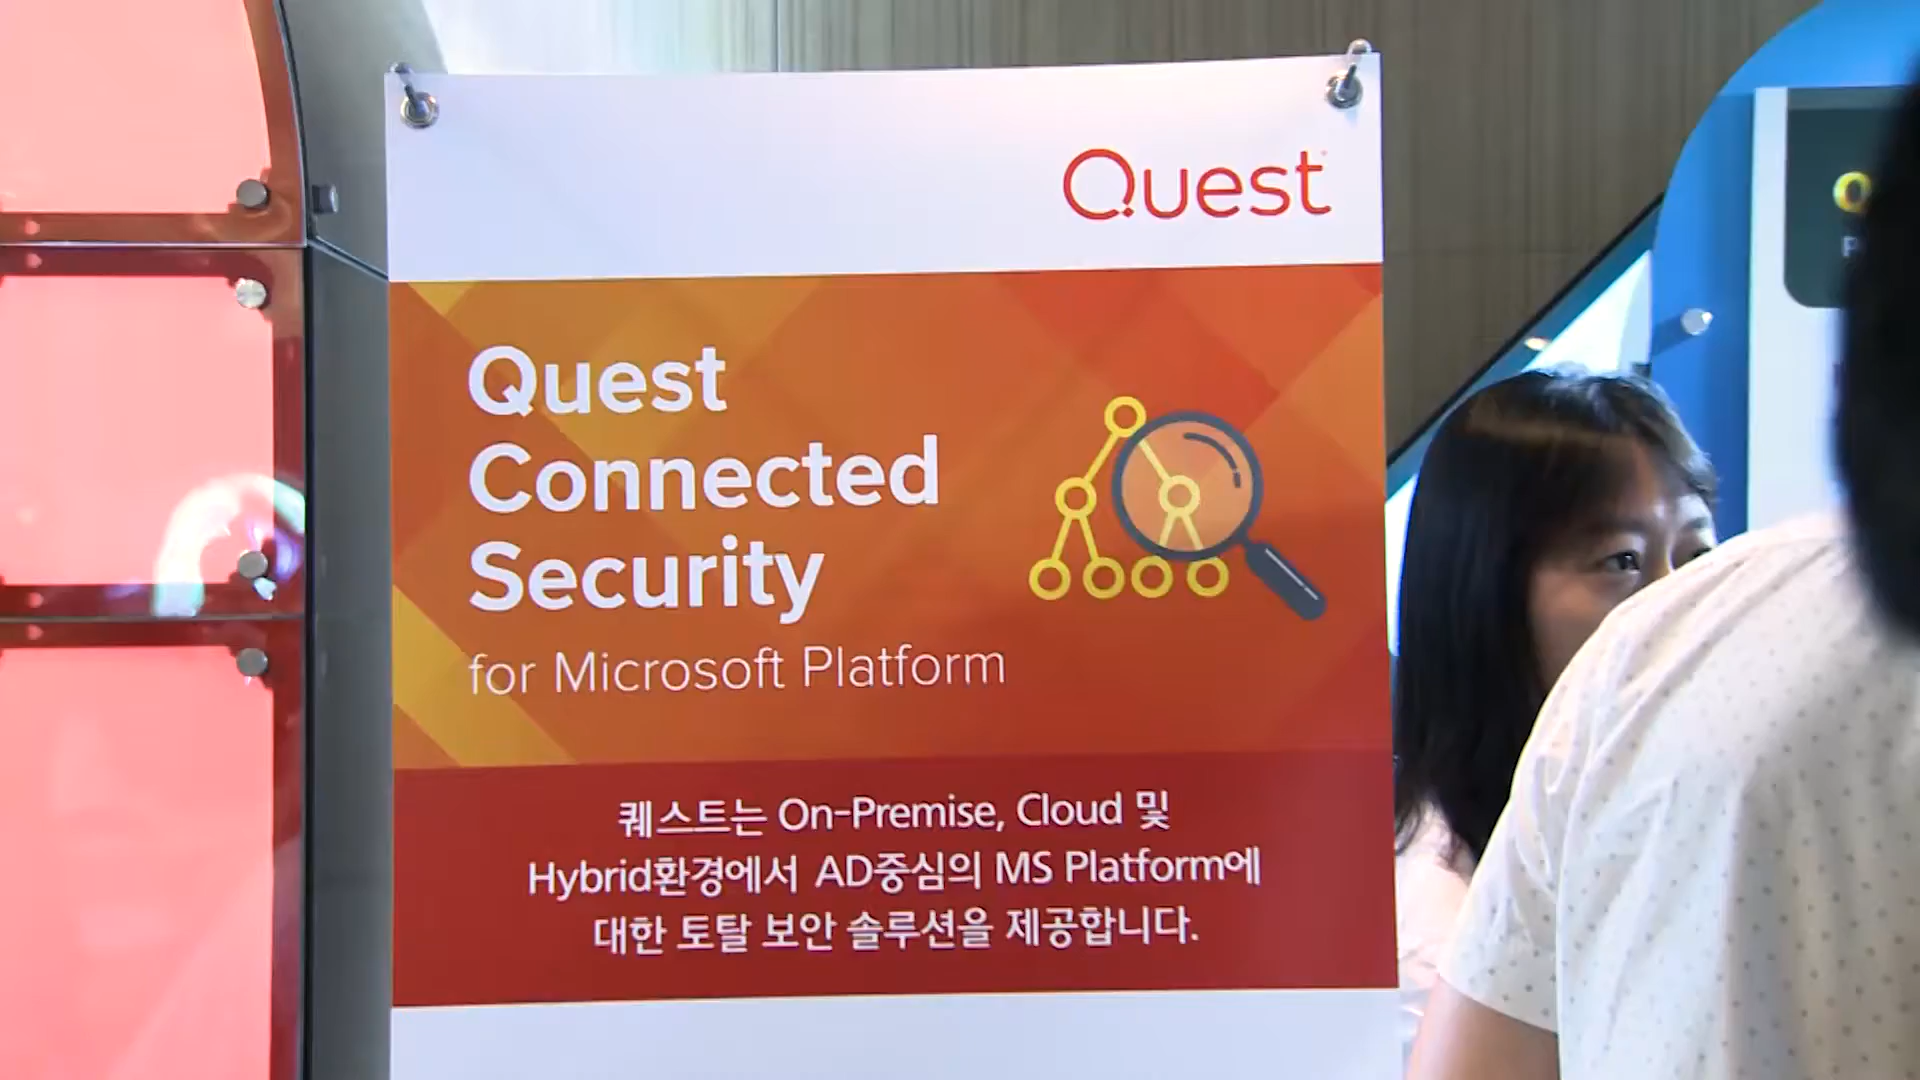 Quest
Quest
Connected
Security
for Microsoft Platform
퀘스트는 On-Premise, Cloud 및
Hybrid환경에서 AD중심의 MS Platform에
대한 토탈 보안 솔루션을 제공합니다.